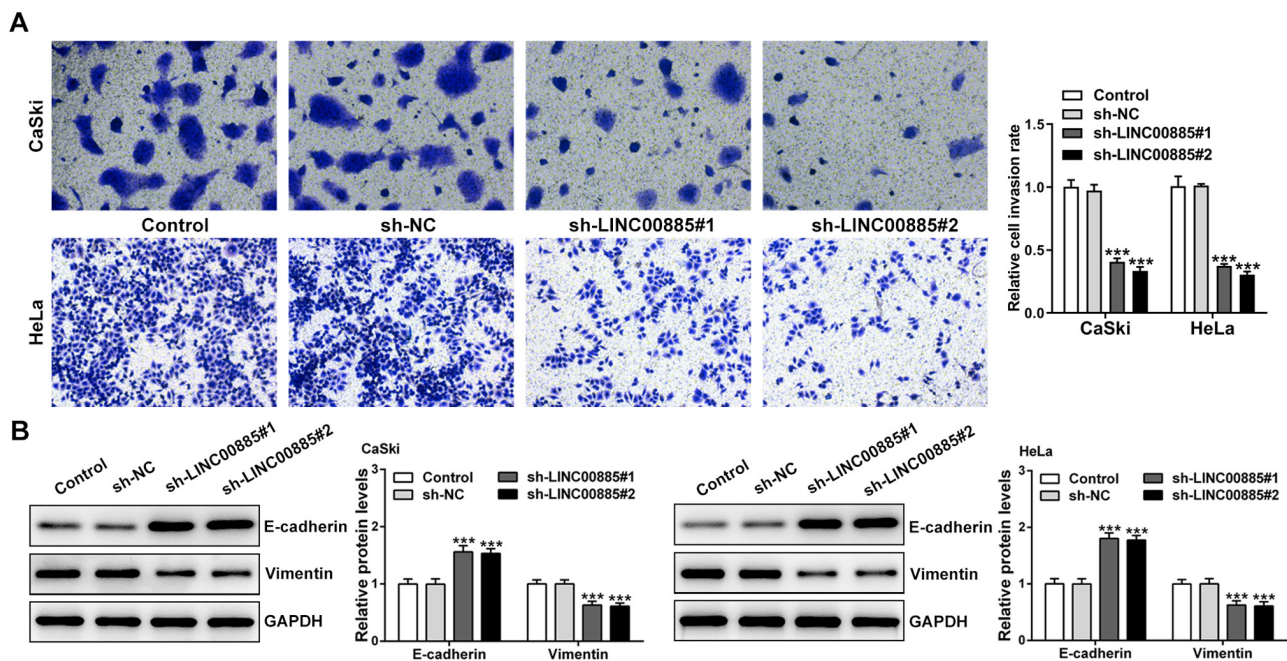 A
CaSki
Control
sh-NC
sh-LINC00885#1
sh-LINC00885#2
HeLa
Relative cell invasion rate
1.5
1.0
0.5
0.0
Control
sh-NC
sh-LINC00885#1
sh-LINC00885#2
***
***
***
***
CaSki
HeLa
B
Control
sh-NC
sh-LINC00885#1
sh-LINC00885#2
E-cadherin
Vimentin
GAPDH
CaSki
Relative protein levels
3
2
1
0
Control
sh-NC
sh-LINC00885#1
sh-LINC00885#2
***
***
***
***
E-cadherin
Vimentin
Control
sh-NC
sh-LINC00885#1
sh-LINC00885#2
E-cadherin
Vimentin
GAPDH
HeLa
Relative protein levels
3
2
1
0
Control
sh-NC
sh-LINC00885#1
sh-LINC00885#2
***
***
***
***
E-cadherin
Vimentin